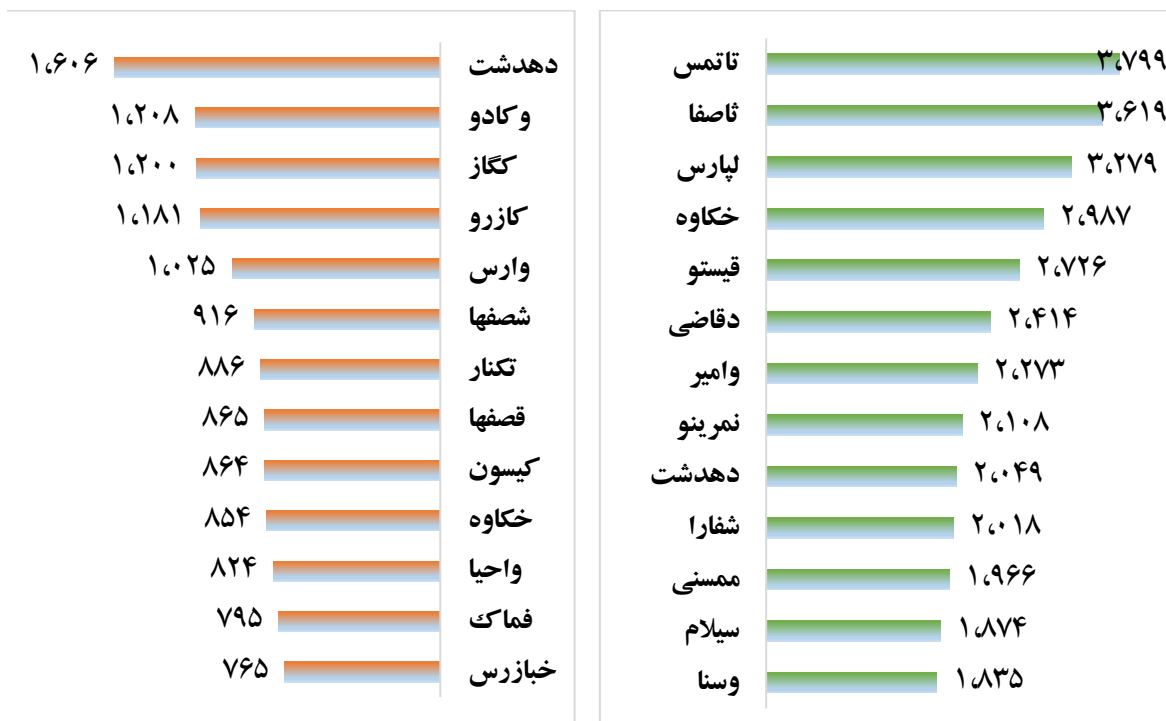 تاتمس ۳،۷۹۹
ثاصفا ۳،۶۱۹
لپارس ۳،۲۷۹
خکاوه ۲،۹۸۷
قیستو ۲،۷۲۶
دقاضی ۲،۴۱۴
وامیر ۲،۲۷۳
نمرینو ۲،۱۰۸
دهدشت ۲،۰۴۹
شفارا ۲،۰۱۸
ممسنی ۱،۹۶۶
سیلام ۱،۸۷۴
وسنا ۱،۸۳۵
دهدشت ۱،۶۰۶
وکادو ۱،۲۰۸
کگاز ۱،۲۰۰
کازرو ۱،۱۸۱
وارس ۱،۰۲۵
شصفها ۹۱۶
تکنار ۸۸۶
قصفها ۸۶۵
کیسون ۸۶۴
خکاوه ۸۵۴
واحیا ۸۲۴
فماک ۷۹۵
خبازرس ۷۶۵